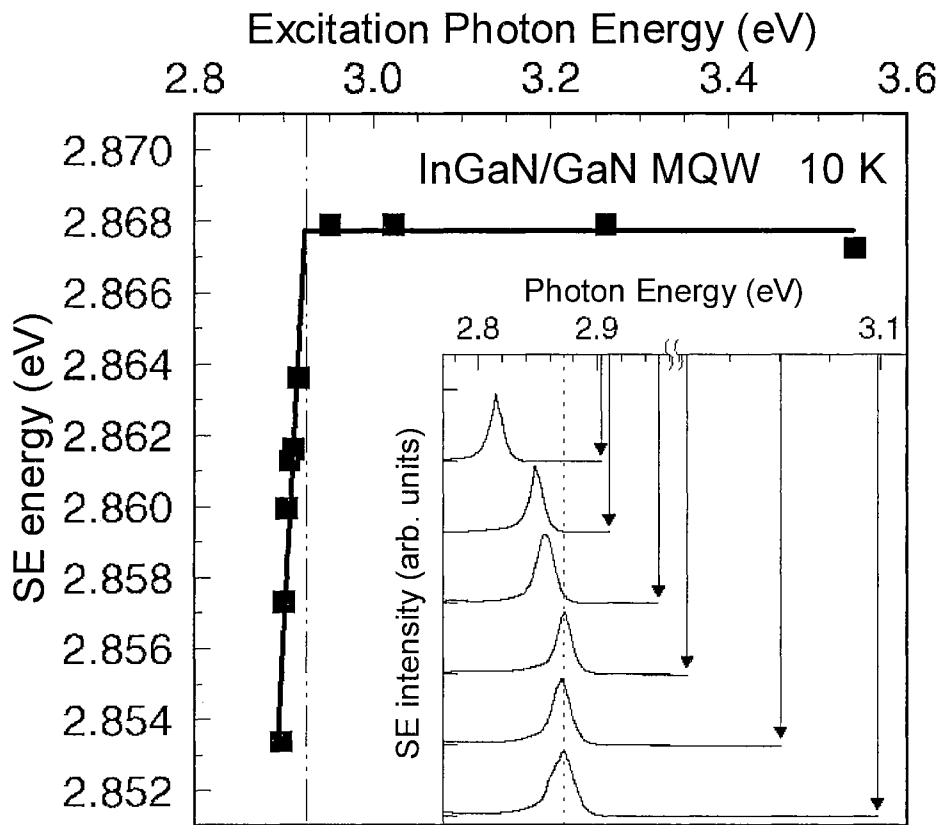 Excitation Photon Energy (eV)
2.8 3.0 3.2 3.4 3.6
2.870
InGaN/GaN MQW 10 K
2.868
2.866
Photon Energy (eV)
2.8 2.9 3.1
2.864
2.862
2.860
2.858
2.856
2.854
2.852
SE energy (eV)
SE intensity (arb. units)